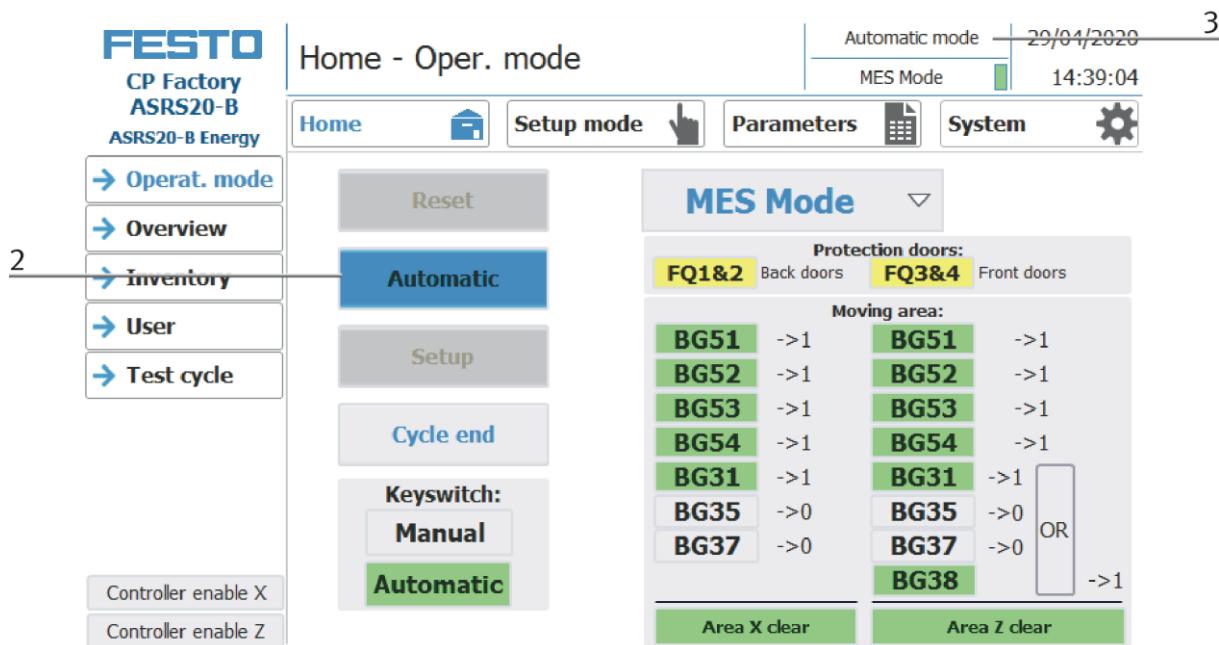 FESTO
CP Factory
ASRS20-B
ASRS20-B Energy
Home - Oper. mode
Automatic mode
29/04/2020
MES Mode
14:39:04
3
Home
Setup mode
Parameters
System
Operat. mode
Overview
2
Inventory
User
Test cycle
Controller enable X
Controller enable Z
Reset
Automatic
Setup
Cycle end
Keyswitch:
Manual
Automatic
MES Mode
Protection doors:
FQ1&2 Back doors FQ3&4 Front doors
Moving area:
BG51 ->1 BG51 ->1
BG52 ->1 BG52 ->1
BG53 ->1 BG53 ->1
BG54 ->1 BG54 ->1
BG31 ->1 BG31 ->1
BG35 ->0 BG35 ->0
OR
BG37 ->0 BG37 ->0
BG38 ->1
Area X clear Area Z clear